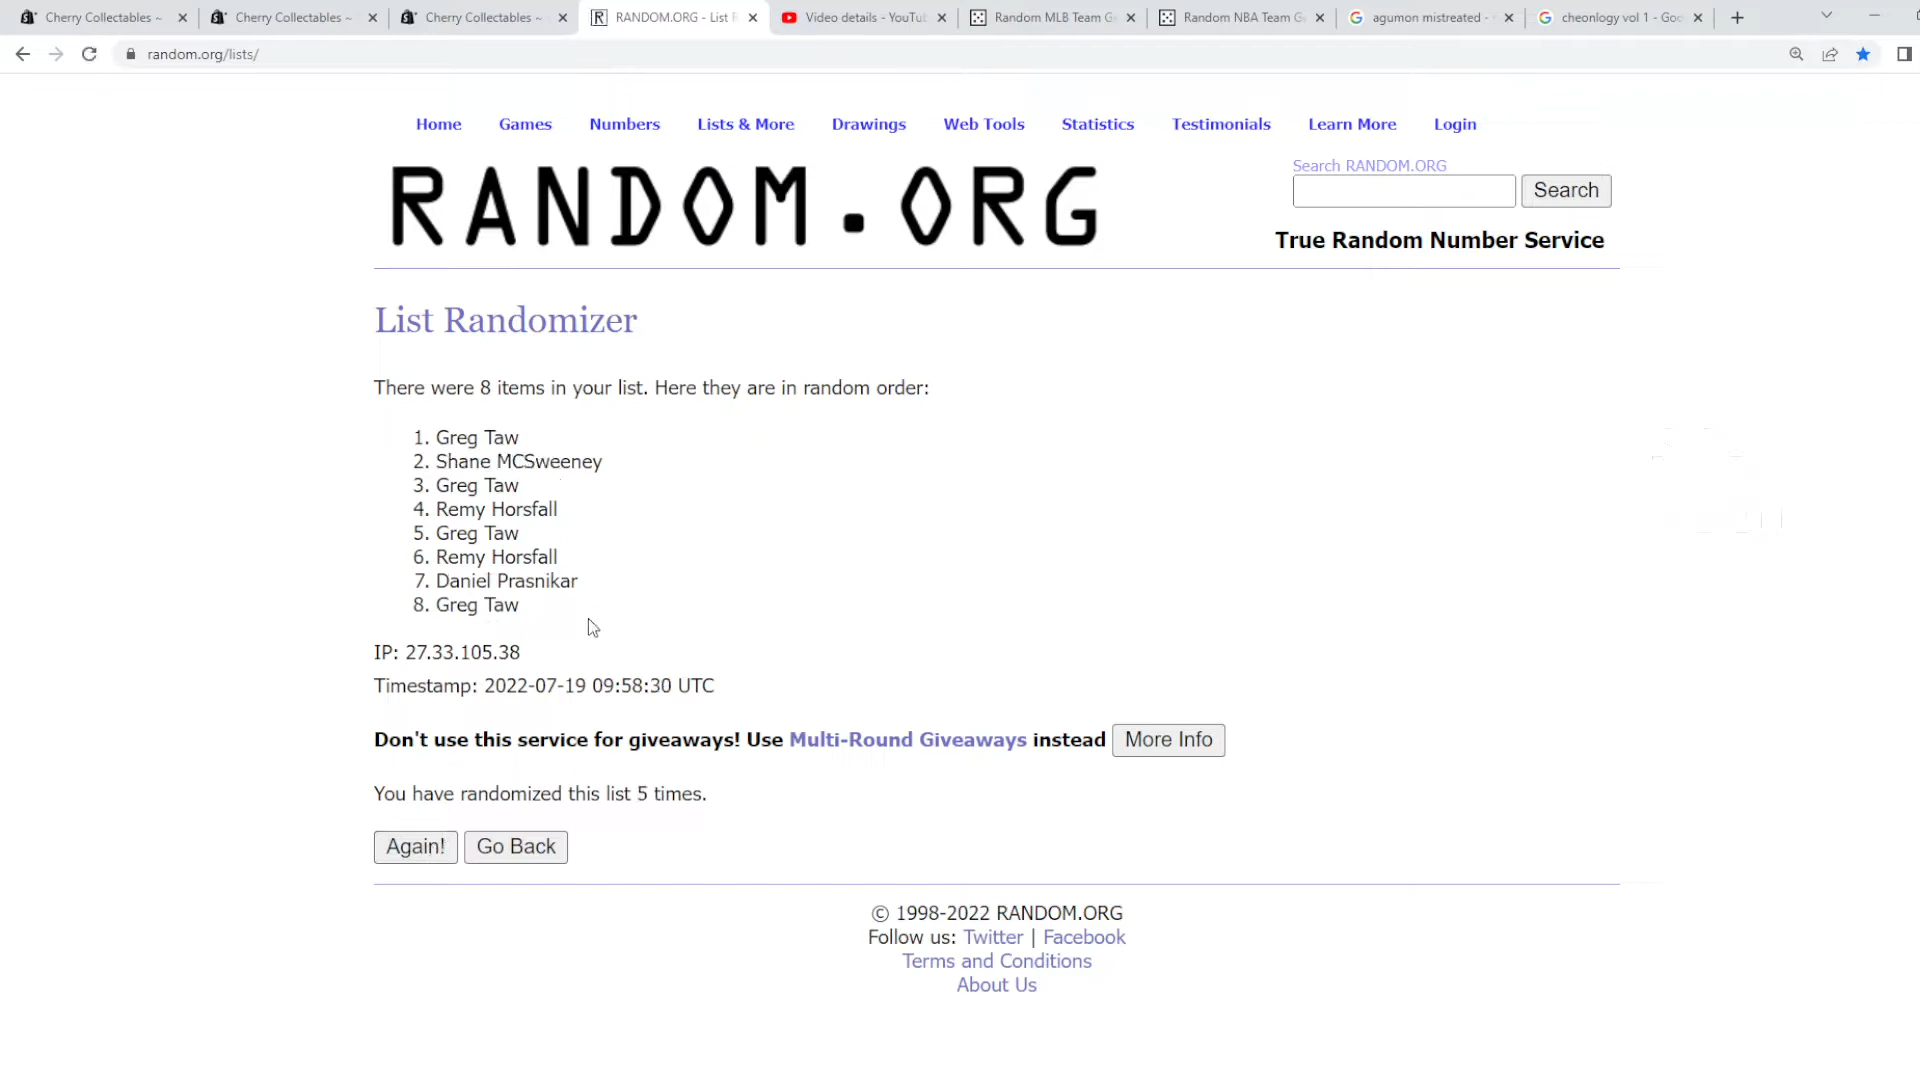 Cherry Collectables ~
Cherry Collectables ~
Cherry Collectables ~
RANDOM.ORG - List
Video details - YouTu
Random MLB Team G
Random NBA Team G
agumon mistreated -
cheonlogy vol 1 - Goo
random.org/lists/
Home Games Numbers Lists & More Drawings Web Tools Statistics Testimonials Learn More Login
RANDOM.ORG
Search RANDOM.ORG
Search
True Random Number Service
List Randomizer
There were 8 items in your list. Here they are in random order:
1. Greg Taw
2. Shane MCSweeney
3. Greg Taw
4. Remy Horsfall
5. Greg Taw
6. Remy Horsfall
7. Daniel Prasnikar
8. Greg Taw
IP: 27.33.105.38
Timestamp: 2022-07-19 09:58:30 UTC
Don't use this service for giveaways! Use Multi-Round Giveaways instead More Info
You have randomized this list 5 times.
Again! Go Back
© 1998-2022 RANDOM.ORG
Follow us: Twitter | Facebook
Terms and Conditions
About Us